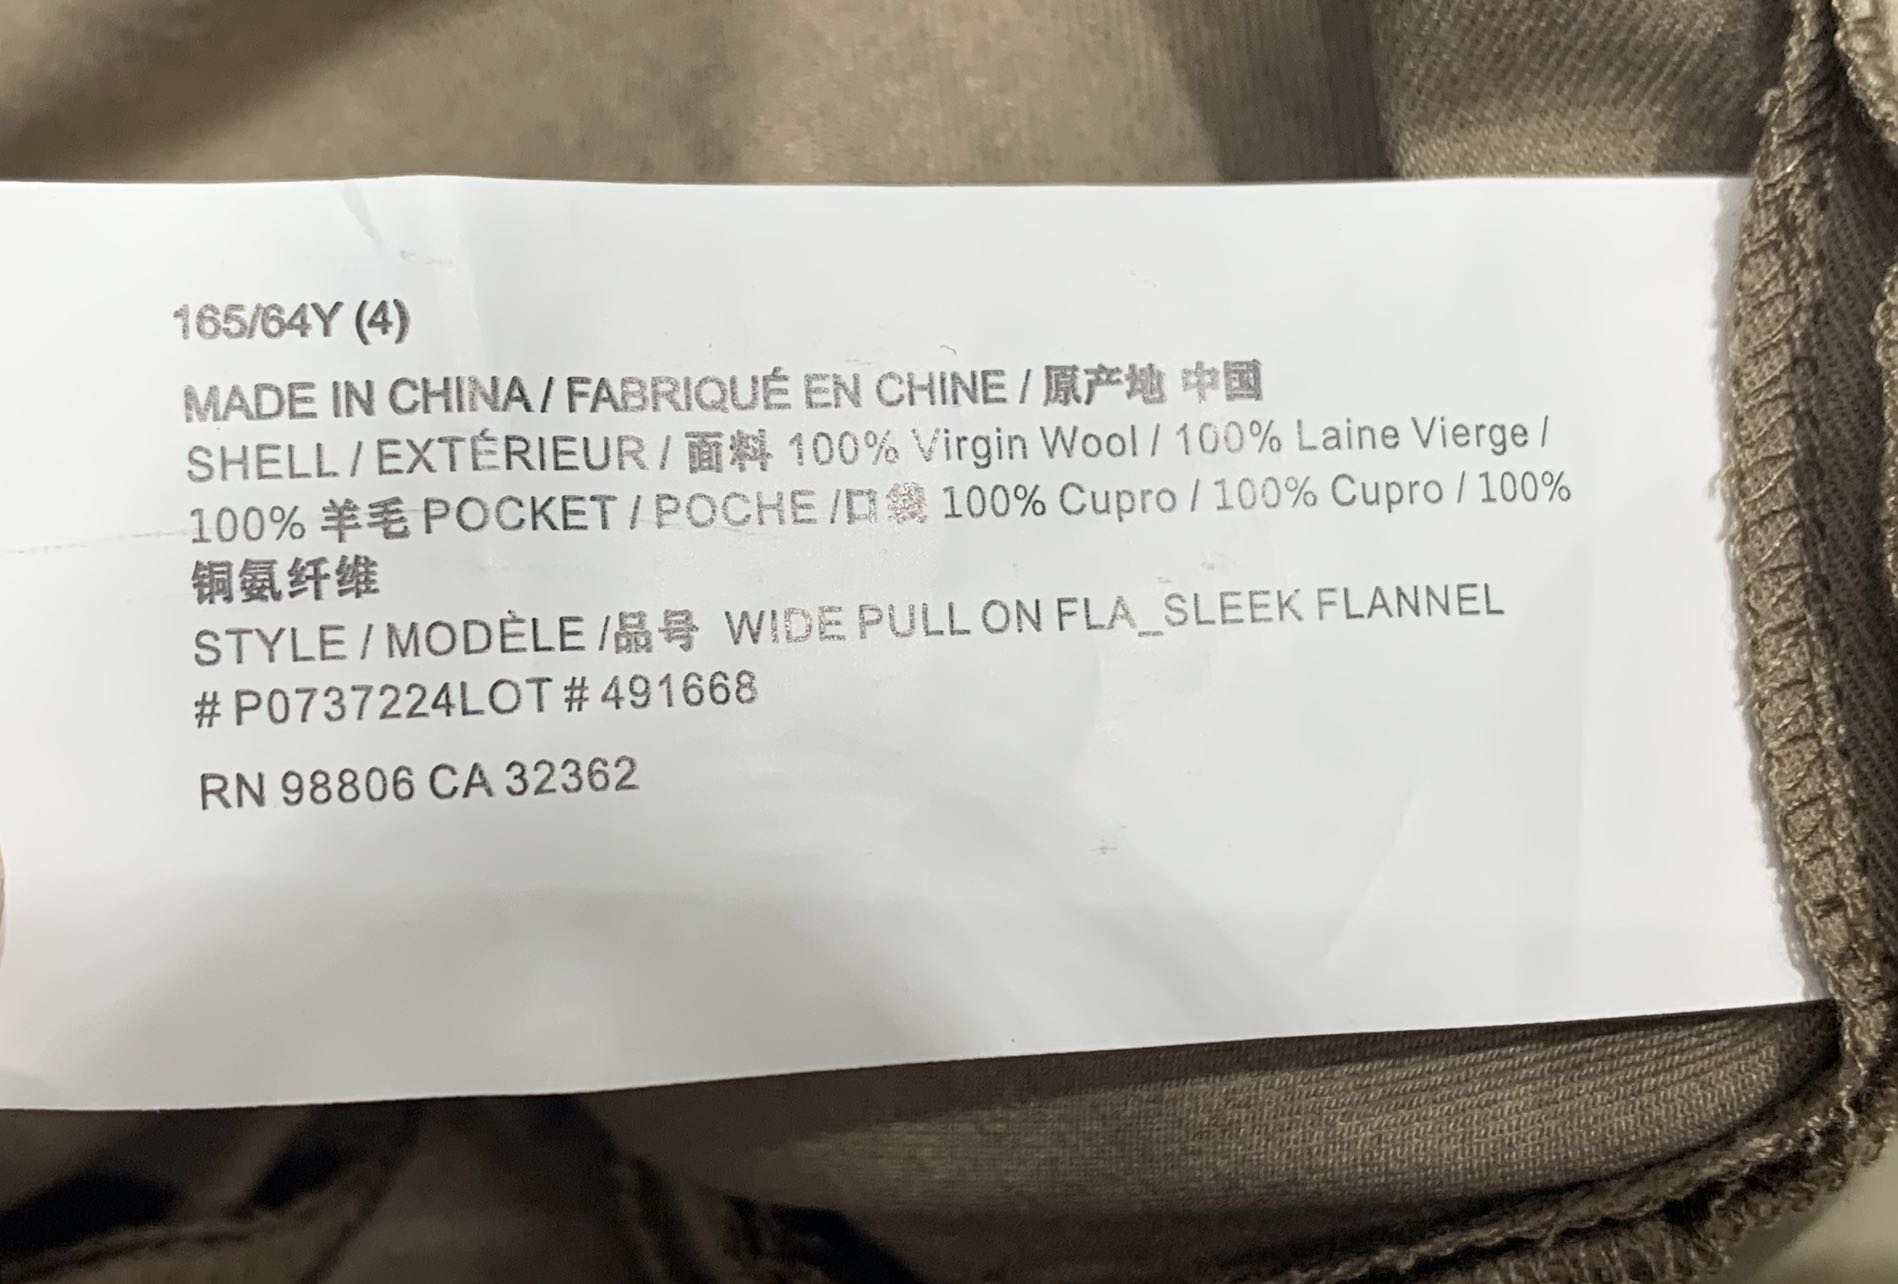 165/64Y (4)
MADE IN CHINA / FABRIQUÉ EN CHINE / 原产地 中国
SHELL / EXTÉRIEUR / 面料 100% Virgin Wool / 100% Laine Vierge /
100% 羊毛 POCKET / POCHE /口袋 100% Cupro / 100% Cupro / 100%
铜氨纤维
STYLE / MODÈLE /品号 WIDE PULL ON FLA_SLEEK FLANNEL
# P0737224LOT # 491668
RN 98806 CA 32362